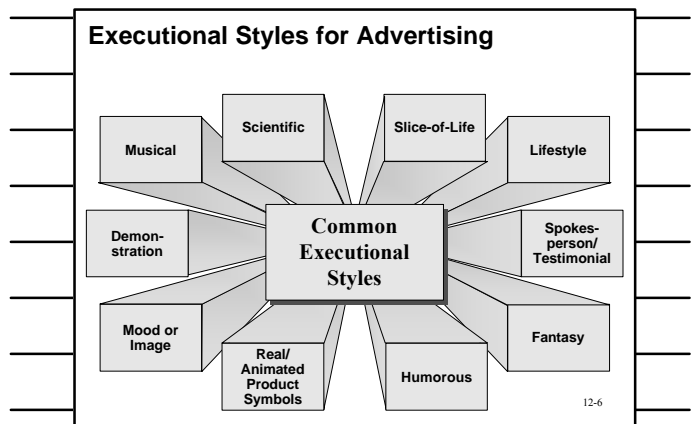 Executional Styles for Advertising
Scientific
Slice-of-Life
Musical
Lifestyle
Common
Executional
Styles
Demon-
stration
Spokes-
person/
Testimonial
Mood or
Image
Fantasy
Real/
Animated
Product
Symbols
Humorous
12-6